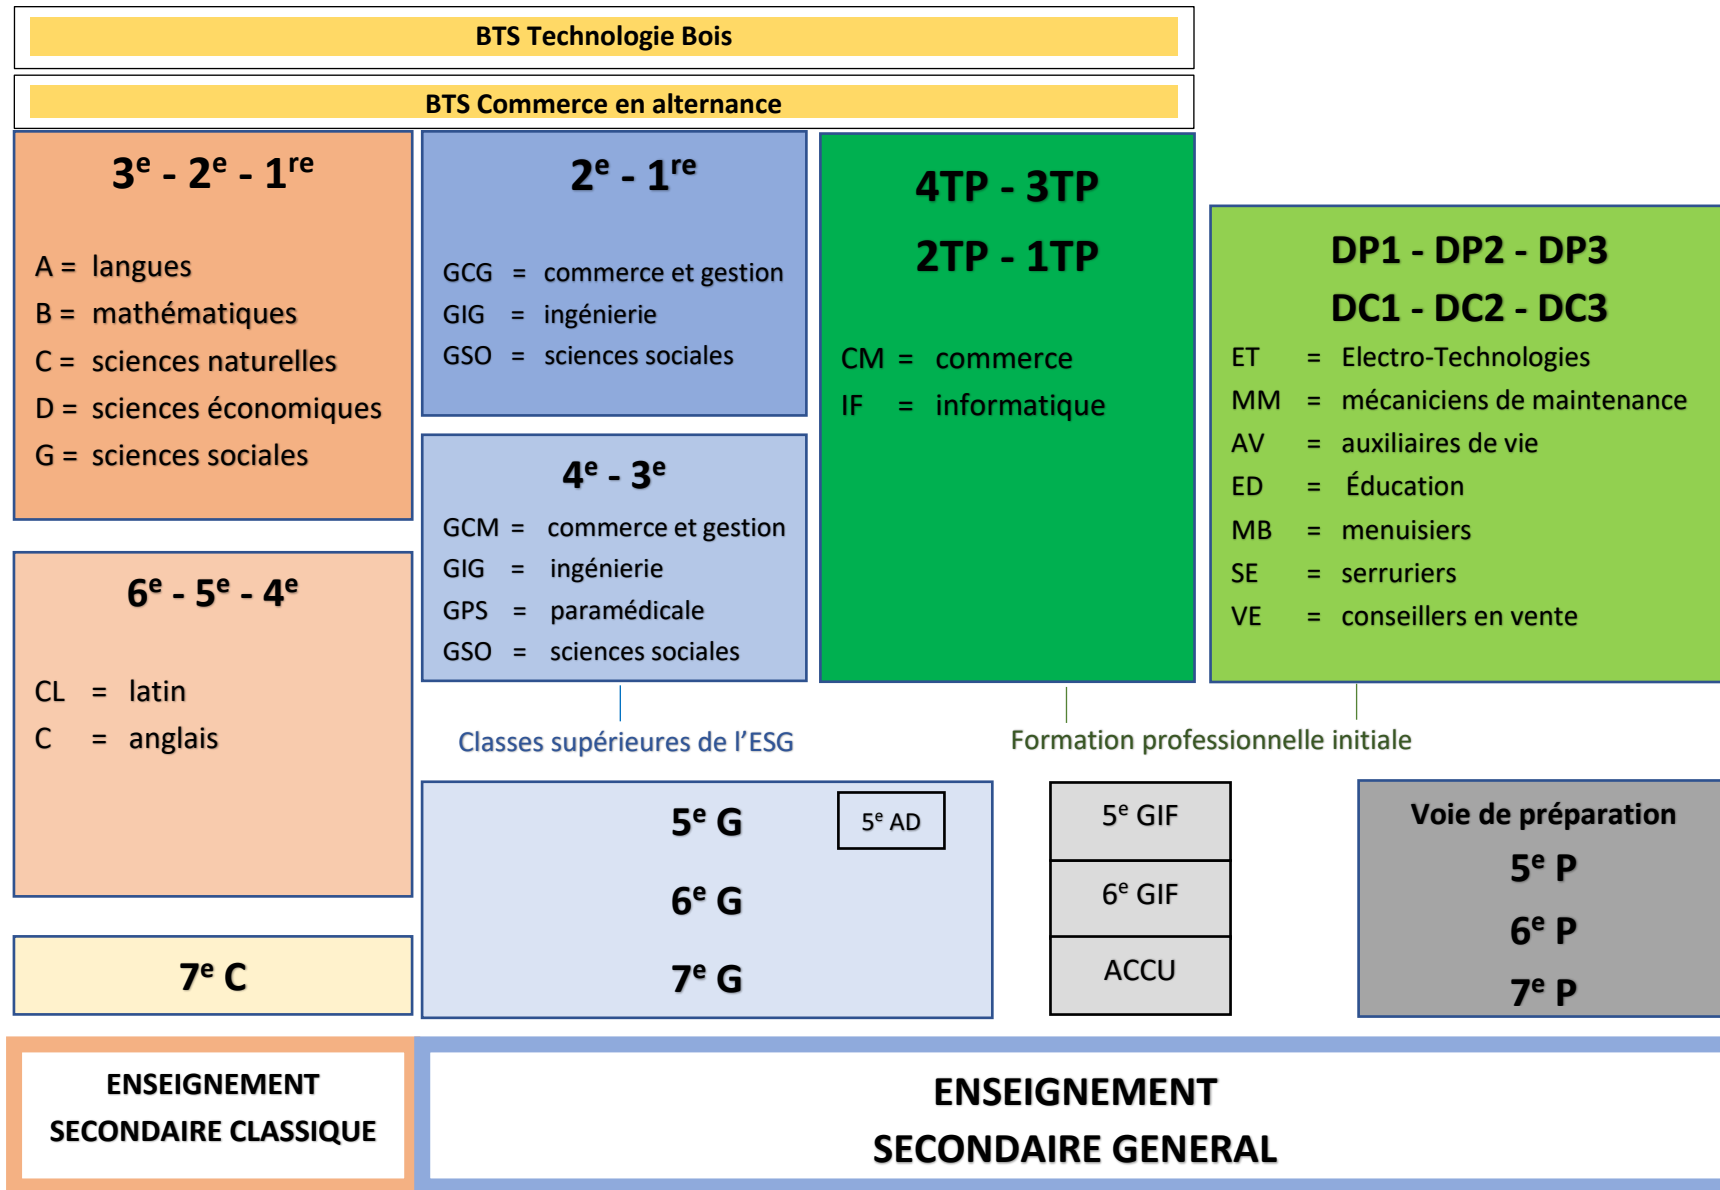 BTS Technologie Bois
BTS Commerce en alternance
3e - 2e - 1re
A = langues
B = mathématiques
C = sciences naturelles
D = sciences économiques
G = sciences sociales
6e - 5e - 4e
CL = latin
C = anglais
7e C
2e - 1re
GCG = commerce et gestion
GIG = ingénierie
GSO = sciences sociales
4e - 3e
GCM = commerce et gestion
GIG = ingénierie
GPS = paramédicale
GSO = sciences sociales
Classes supérieures de l’ESG
4TP - 3TP
2TP - 1TP
CM = commerce
IF = informatique
DP1 - DP2 - DP3
DC1 - DC2 - DC3
ET = Electro-Technologies
MM = mécaniciens de maintenance
AV = auxiliaires de vie
ED = Éducation
MB = menuisiers
SE = serruriers
VE = conseillers en vente
Formation professionnelle initiale
5e G
5e AD
6e G
7e G
5e GIF
6e GIF
ACCU
Voie de préparation
5e P
6e P
7e P
ENSEIGNEMENT
SECONDAIRE CLASSIQUE
ENSEIGNEMENT
SECONDAIRE GENERAL